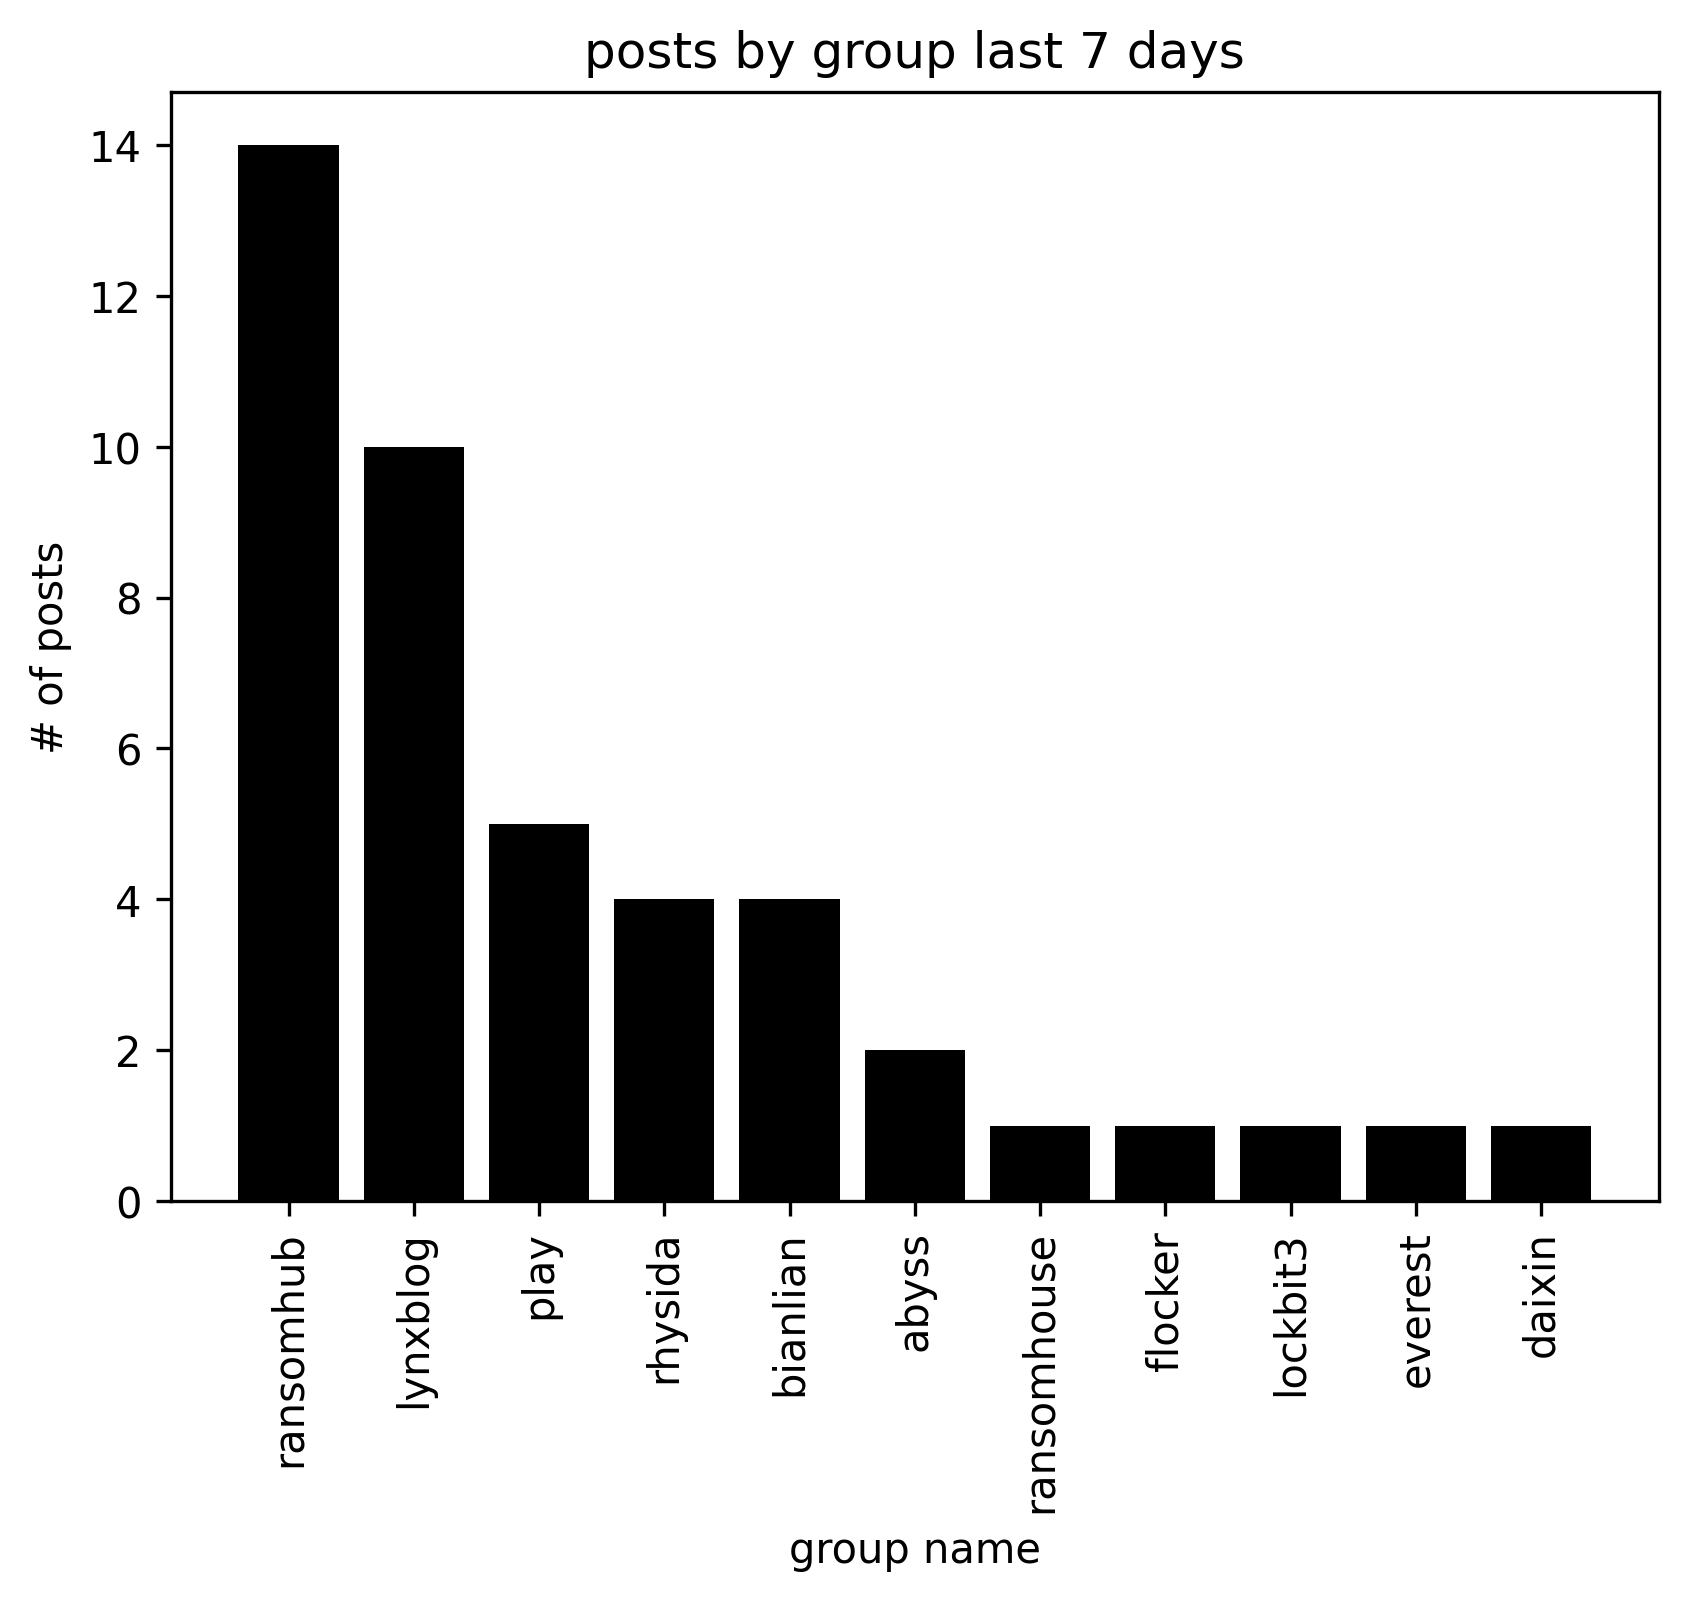 posts by group last 7 days
# of posts
14
12
10
8
6
4
2
0
ransomhub
lynxblog
play
rhysida
bianlian
abyss
ransomhouse
flocker
lockbit3
everest
daixin
group name